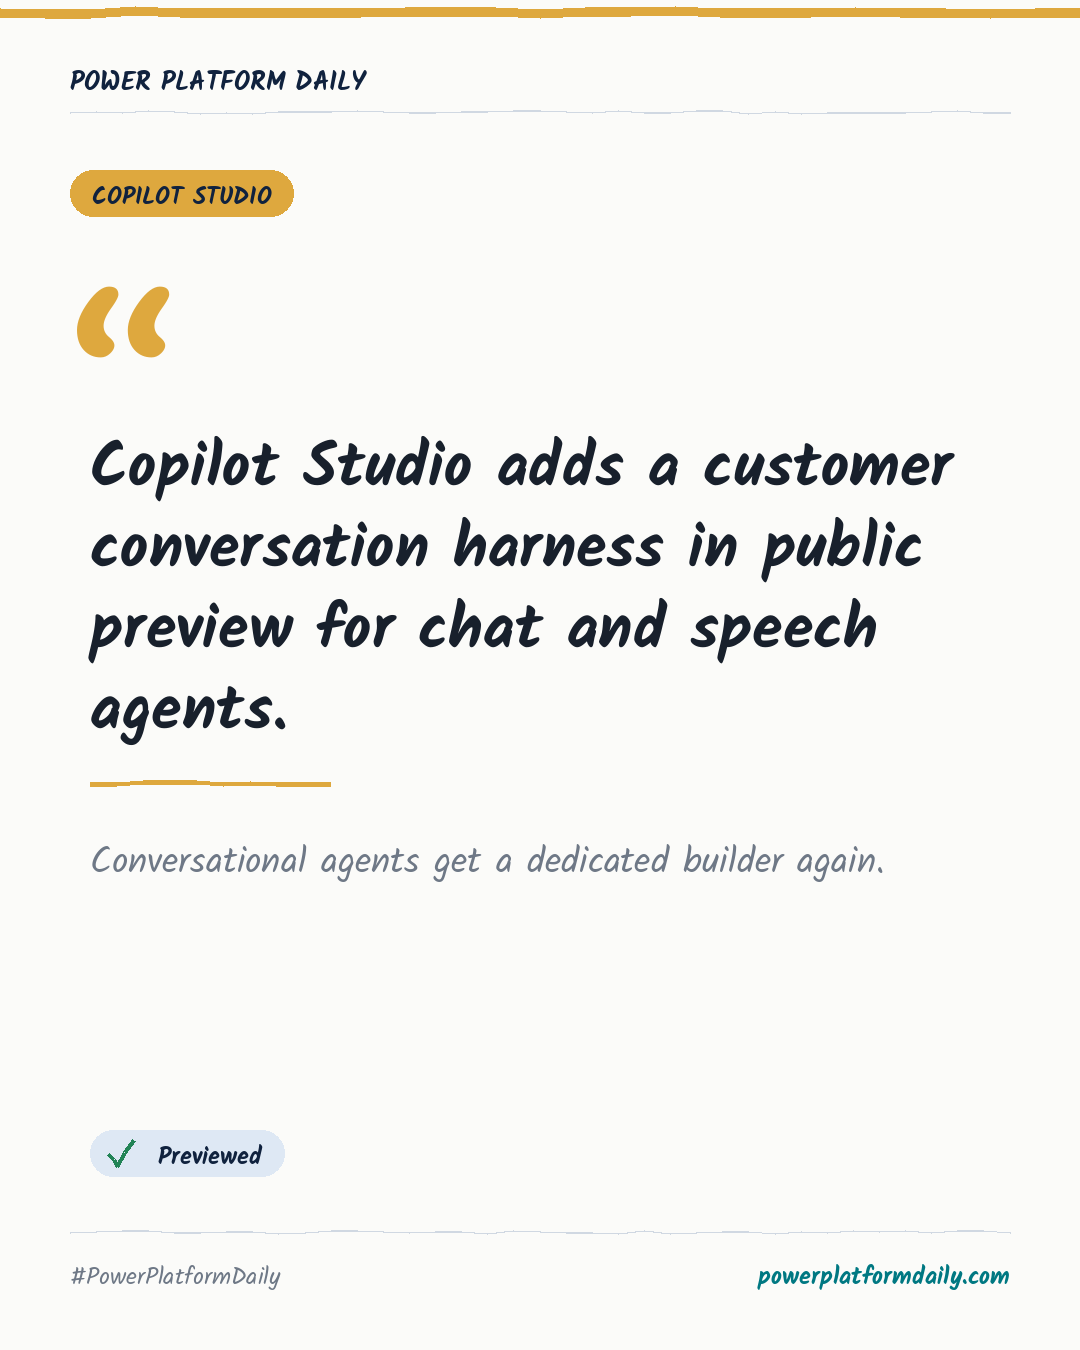 POWER PLATFORM DAILY
COPILOT STUDIO
“
Copilot Studio adds a customer
conversation harness in public
preview for chat and speech
agents.
Conversational agents get a dedicated builder again.
✓ Previewed
#PowerPlatformDaily
powerplatformdaily.com